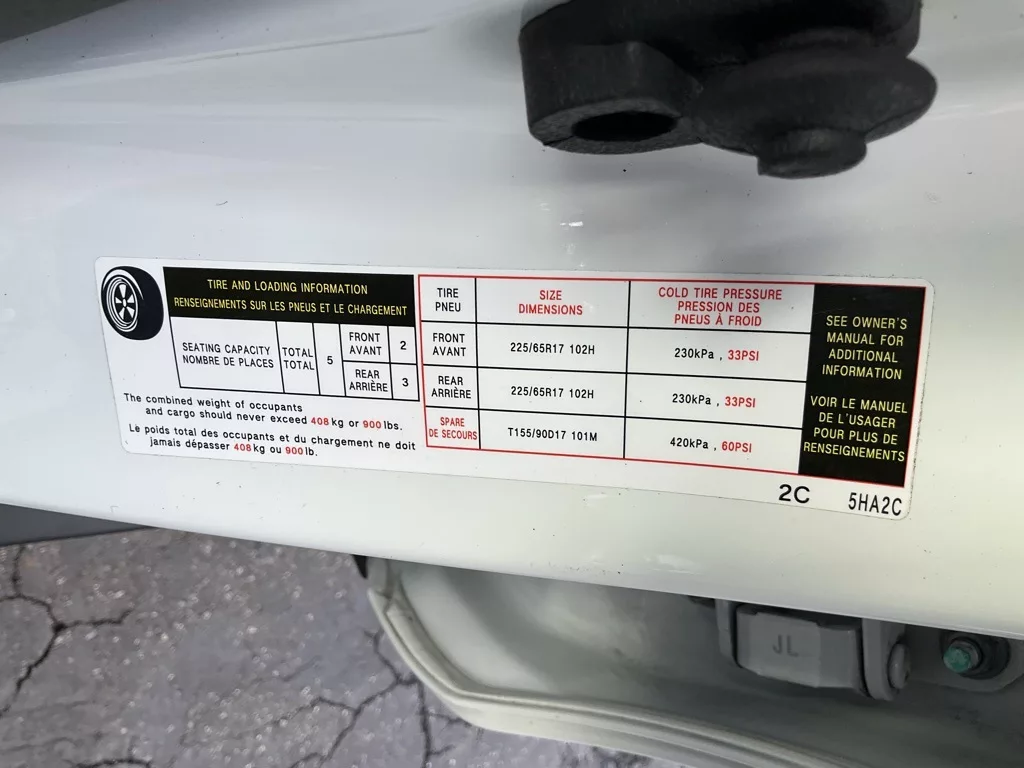 TIRE AND LOADING INFORMATION
RENSEIGNEMENTS SUR LES PNEUS ET LE CHARGEMENT
SEATING CAPACITY
NOMBRE DE PLACES
TOTAL
TOTAL
5
FRONT
AVANT
2
REAR
ARRIÈRE
3
The combined weight of occupants
and cargo should never exceed 408 kg or 900 lbs.
Le poids total des occupants et du chargement ne doit
jamais dépasser 408 kg ou 900 lb.
TIRE
PNEU
SIZE
DIMENSIONS
COLD TIRE PRESSURE
PRESSION DES
PNEUS À FROID
FRONT
AVANT
225/65R17 102H
230kPa , 33PSI
REAR
ARRIÈRE
225/65R17 102H
230kPa , 33PSI
SPARE
DE SECOURS
T155/90D17 101M
420kPa , 60PSI
SEE OWNER'S
MANUAL FOR
ADDITIONAL
INFORMATION
VOIR LE MANUEL
DE L'USAGER
POUR PLUS DE
RENSEIGNEMENTS
2C 5HA2C
JL